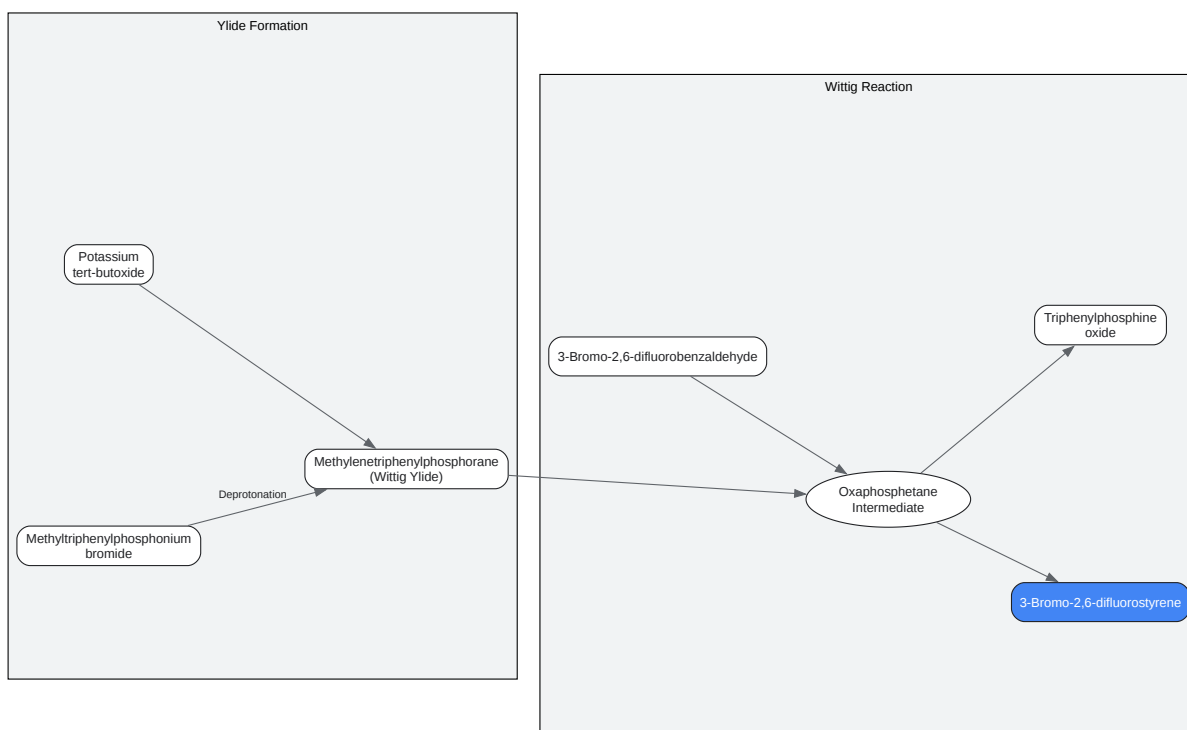 Ylide Formation
Potassium
tert-butoxide
Methylenetriphenylphosphorane
(Wittig Ylide)
Deprotonation
Methyltriphenylphosphonium
bromide
Wittig Reaction
3-Bromo-2,6-difluorobenzaldehyde
Triphenylphosphine
oxide
Oxaphosphetane
Intermediate
3-Bromo-2,6-difluorostyrene